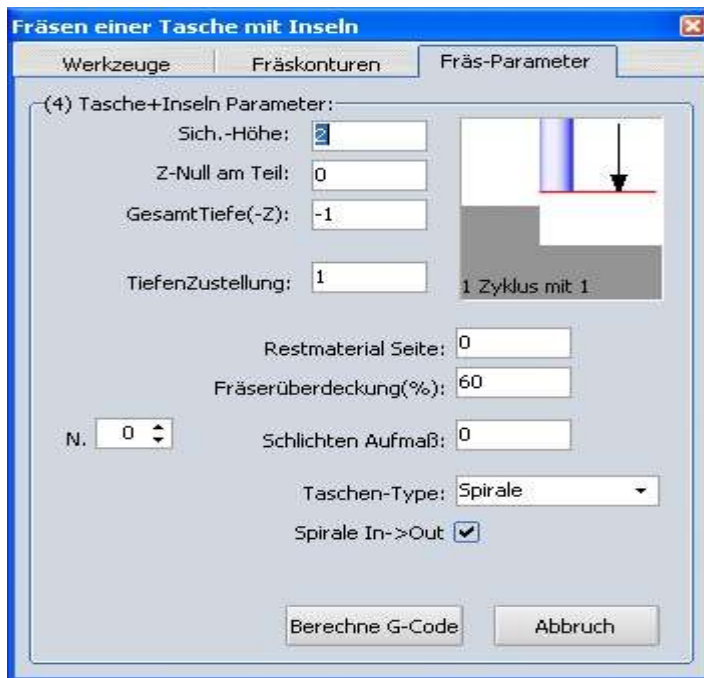 Fräsen einer Tasche mit Inseln
Werkzeuge Fräskonturen Fräs-Parameter
(4) Tasche+Inseln Parameter:
Sich.-Höhe: 2
Z-Null am Teil: 0
GesamtTiefe(-Z): -1
TiefenZustellung: 1
1 Zyklus mit 1
Restmaterial Seite: 0
Fräserüberdeckung(%): 60
N. 0 Schlichten Aufmaß: 0
Taschen-Type: Spirale
Spirale In->Out
Berechne G-Code Abbruch